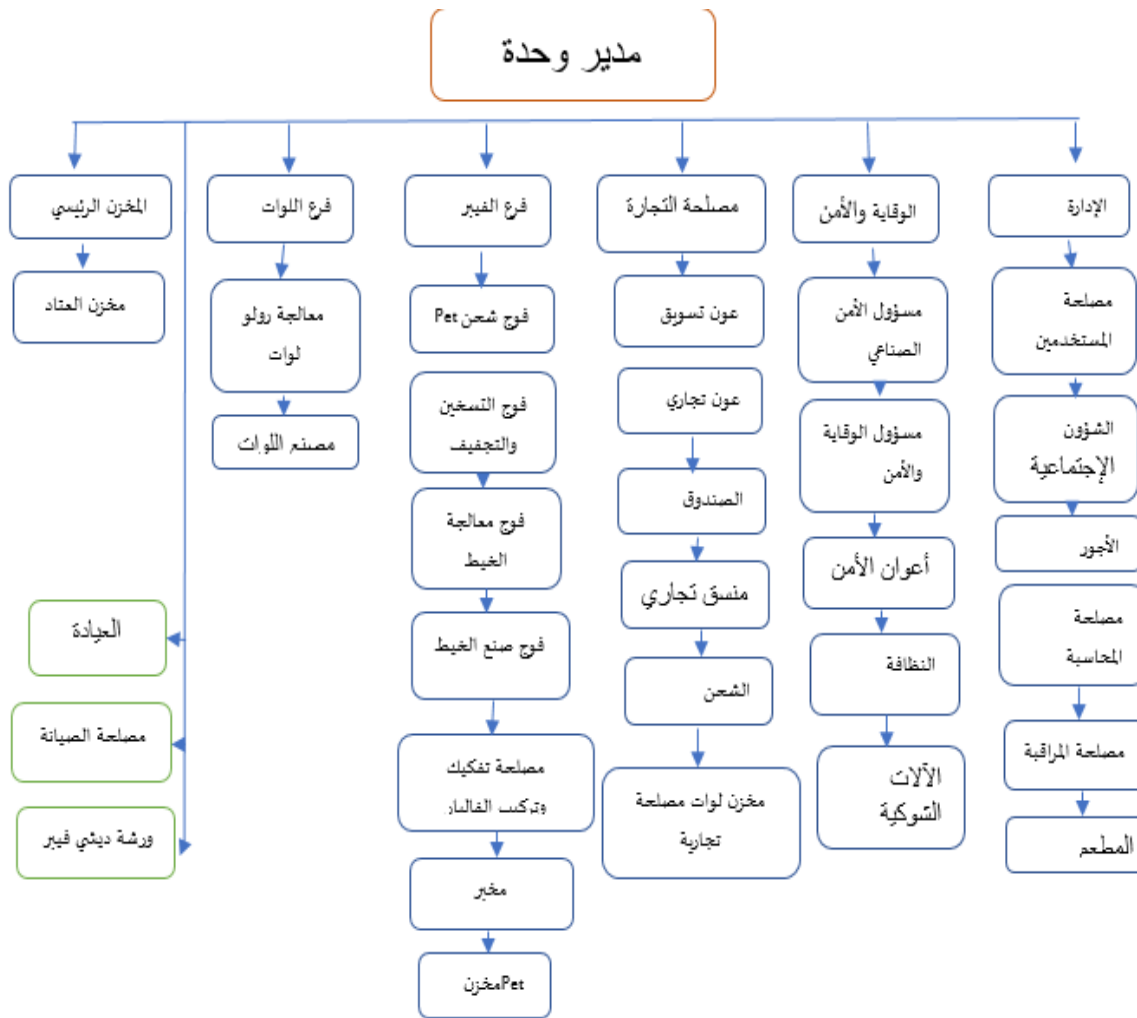 مدير وحدة
الإدارة
مصلحة
المستخدمين
الشؤون
الإجتماعية
الأجور
مصلحة
المحاسبة
مصلحة المراقبة
المطعم
الوقاية والأمن
مسؤول الأمن
الصناعي
مسؤول الوقاية
والأمن
أعوان الأمن
النظافة
الآلات
الشوكية
مصلحة التجارة
عون تسويق
عون تجاري
الصندوق
منسق تجاري
الشحن
مخزن لوات مصلحة
تجارية
فرع الفيبر
فوج شحن Pet
فوج التسخين
والتجفيف
فوج معالجة
الخيط
فوج صنع الخيط
مصلحة تفكيك
وتركيب
مخبر
Petمخزن
فرع اللوات
معالجة رولو
لوات
مصنع اللوات
المخزن الرئيسي
مخزن العتاد
العيادة
مصلحة الصيانة
ورشة ديشي فيبر